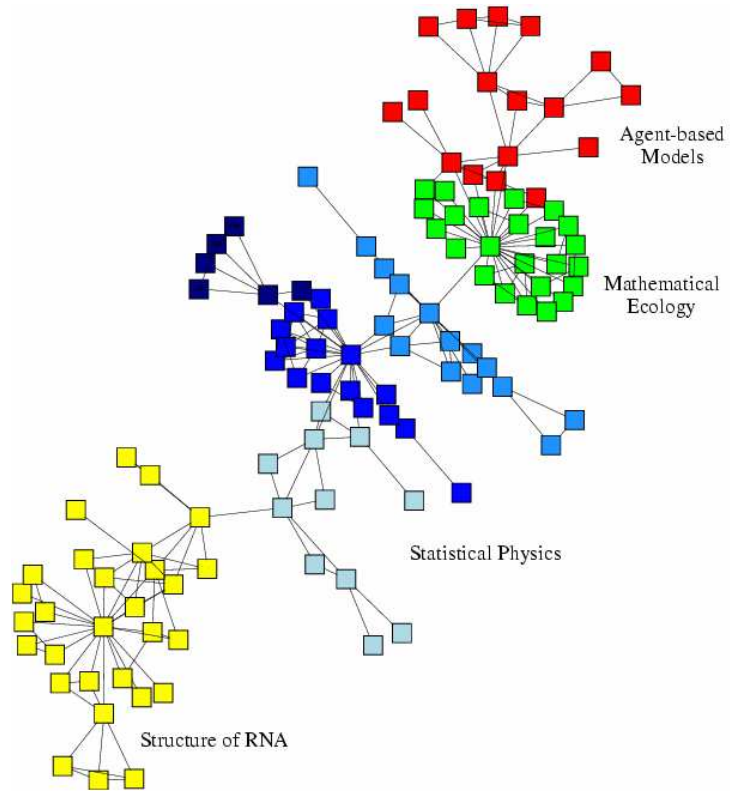 Agent-based
Models
Mathematical
Ecology
Statistical Physics
Structure of RNA